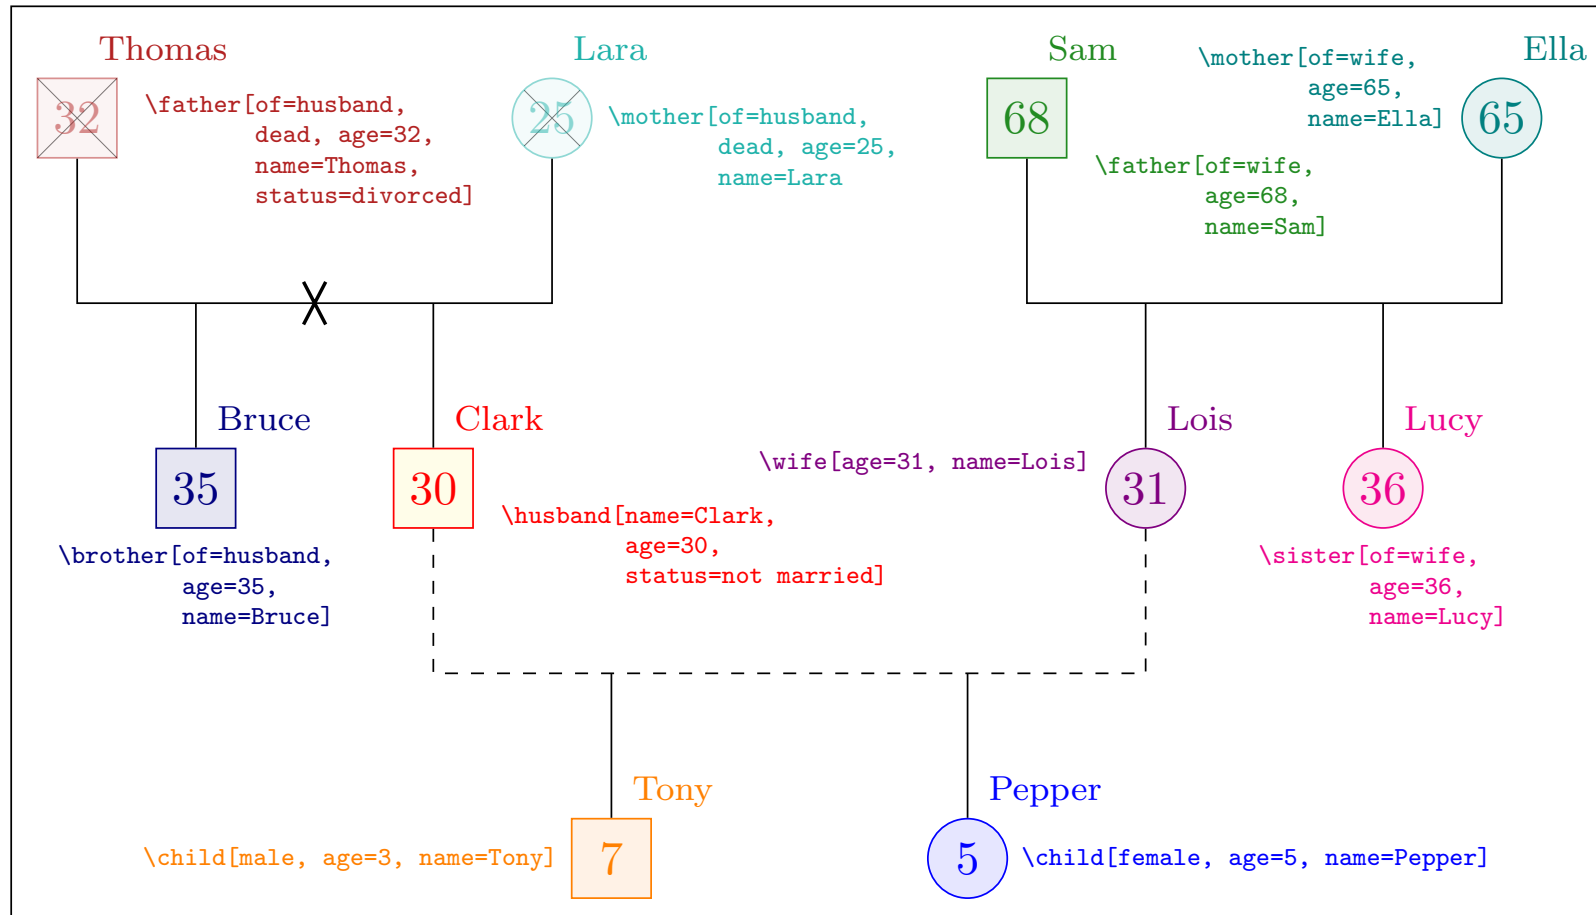 Thomas
32
\father[of=husband,
dead, age=32,
name=Thomas,
status=divorced]
Lara
25
\mother[of=husband,
dead, age=25,
name=Lara
Sam
68
\father[of=wife,
age=68,
name=Sam]
\mother[of=wife,
age=65,
name=Ella]
Ella
65
Bruce
35
\brother[of=husband,
age=35,
name=Bruce]
Clark
30
\husband[name=Clark,
age=30,
status=not married]
\wife[age=31, name=Lois]
Lois
31
Lucy
36
\sister[of=wife,
age=36,
name=Lucy]
Tony
\child[male, age=3, name=Tony]
7
Pepper
5
\child[female, age=5, name=Pepper]